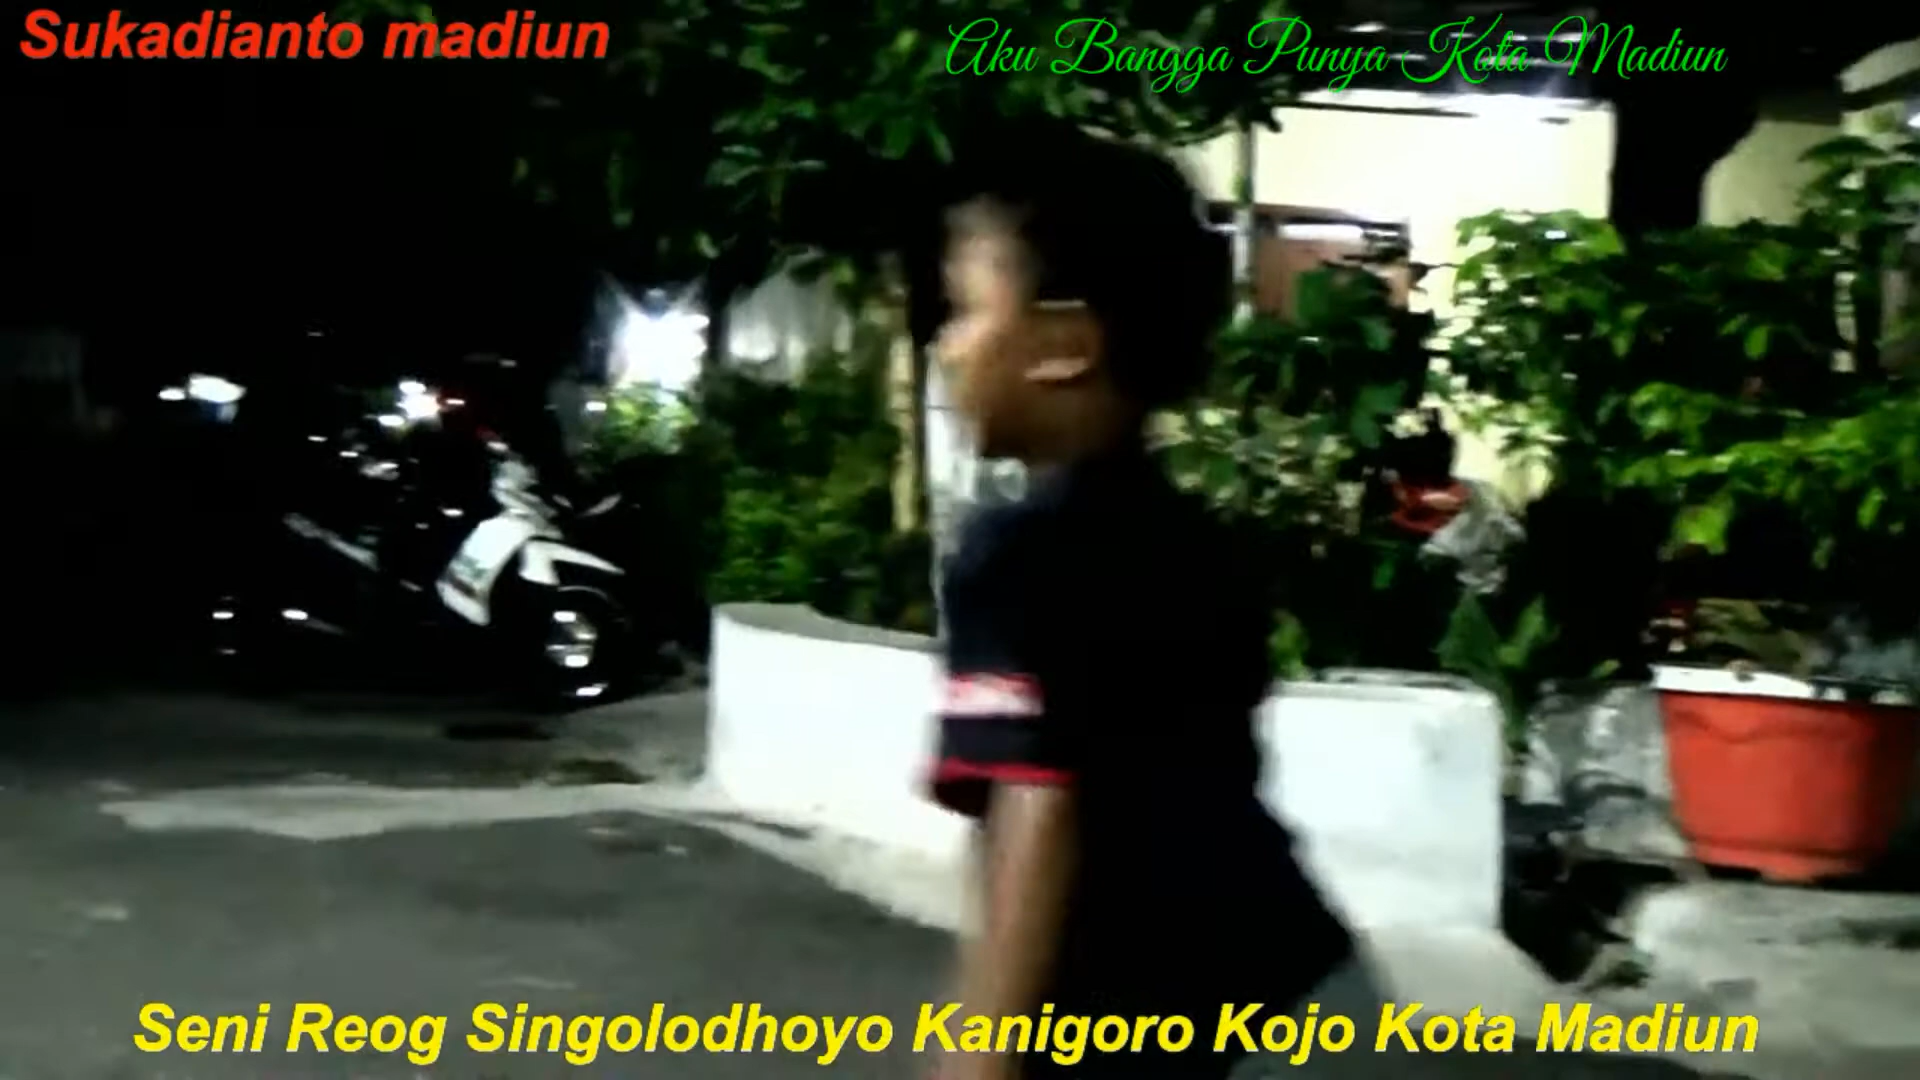 Sukadianto madiun
Aku Bangga Punya Kota Madiun
Seni Reog Singolodhoyo Kanigoro Kojo Kota Madiun